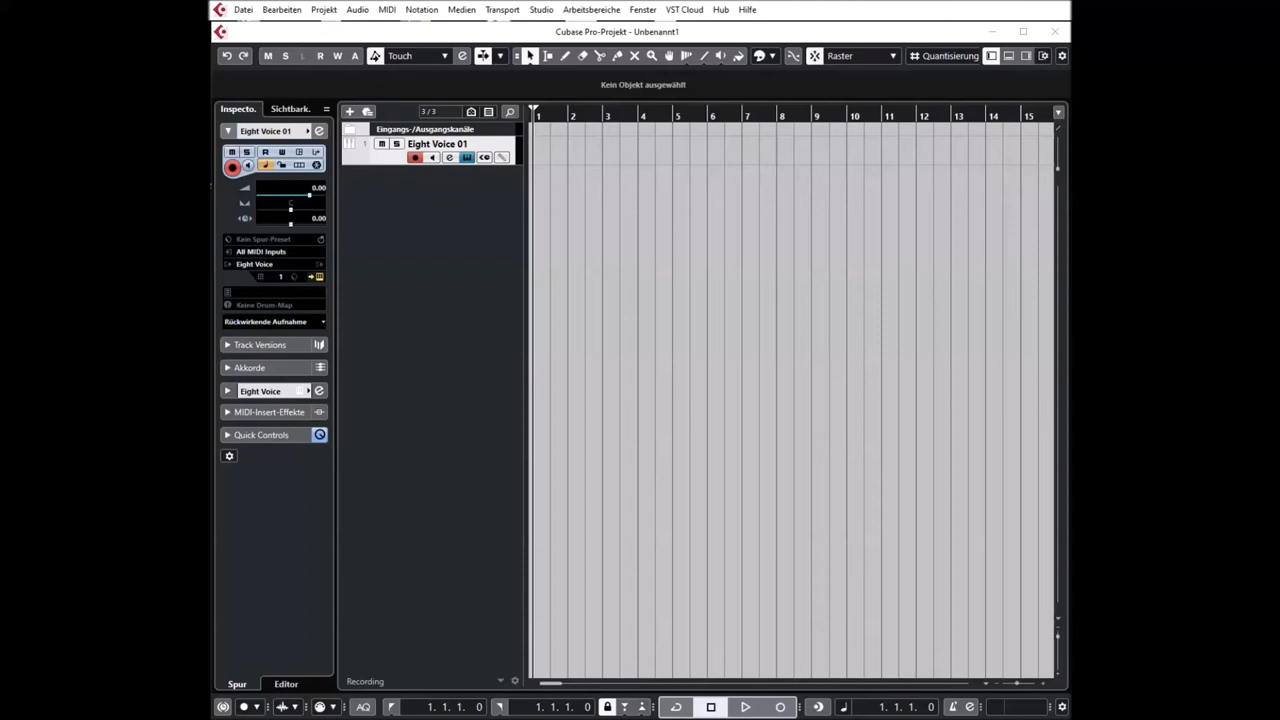 Datei Bearbeiten Projekt Audio MIDI Notation Medien Transport Studio Arbeitsbereiche Fenster VST Cloud Hub Hilfe
Cubase Pro-Projekt - Unbenannt1
M S L R W A Touch Raster Quantisierung
Kein Objekt ausgewählt
Inspecto. Sichtbark. 3 / 3
1 2 3 4 5 6 7 8 9 10 11 12 13 14 15
Eight Voice 01
Eingangs-/Ausgangskanäle
1 M S Eight Voice 01
M S R W
0.00
C
0.00
Kein Spur-Preset
All MIDI Inputs
Eight Voice
1
Keine Drum-Map
Rückwirkende Aufnahme
Track Versions
Akkorde
Eight Voice
MIDI-Insert-Effekte
Quick Controls
Spur Editor
Recording
AQ 1. 1. 1. 0 1. 1. 1. 0 1. 1. 1. 0